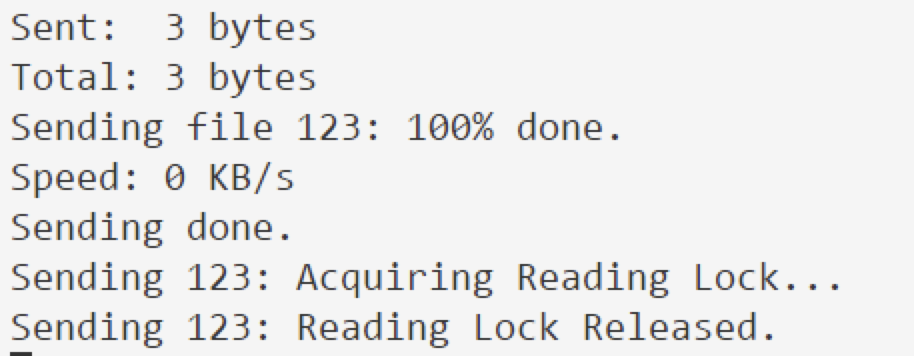 Sent:  3 bytes
Total: 3 bytes
Sending file 123: 100% done.
Speed: 0 KB/s
Sending done.
Sending 123: Acquiring Reading Lock...
Sending 123: Reading Lock Released.